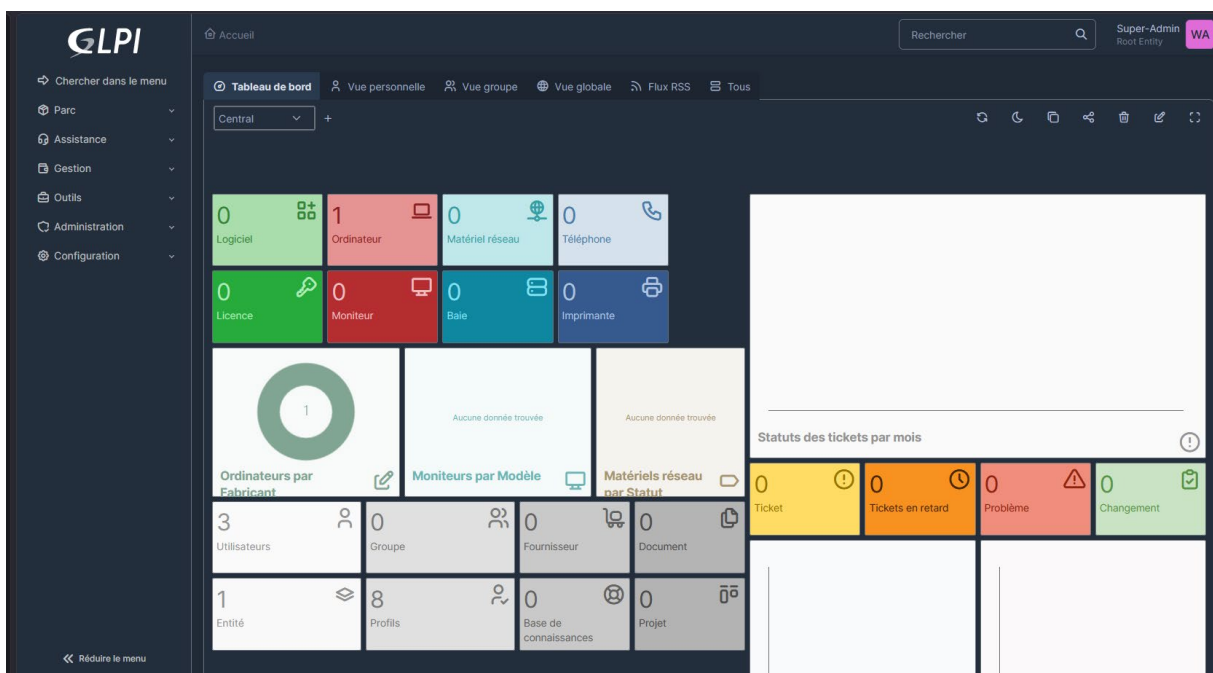 GLPI
Accueil
Rechercher
Super-Admin
Root Entity
WA
Chercher dans le menu
Parc
Assistance
Gestion
Outils
Administration
Configuration
Réduire le menu
Tableau de bord
Vue personnelle
Vue groupe
Vue globale
Flux RSS
Tous
Central
+
0
Logiciel
1
Ordinateur
0
Matériel réseau
0
Téléphone
0
Licence
0
Moniteur
0
Baie
0
Imprimante
1
Ordinateurs par
Fabricant
Aucune donnée trouvée
Moniteurs par Modèle
Aucune donnée trouvée
Matériels réseau
par Statut
3
Utilisateurs
0
Groupe
0
Fournisseur
0
Document
1
Entité
8
Profils
0
Base de
connaissances
0
Projet
Statuts des tickets par mois
0
Ticket
0
Tickets en retard
0
Problème
0
Changement